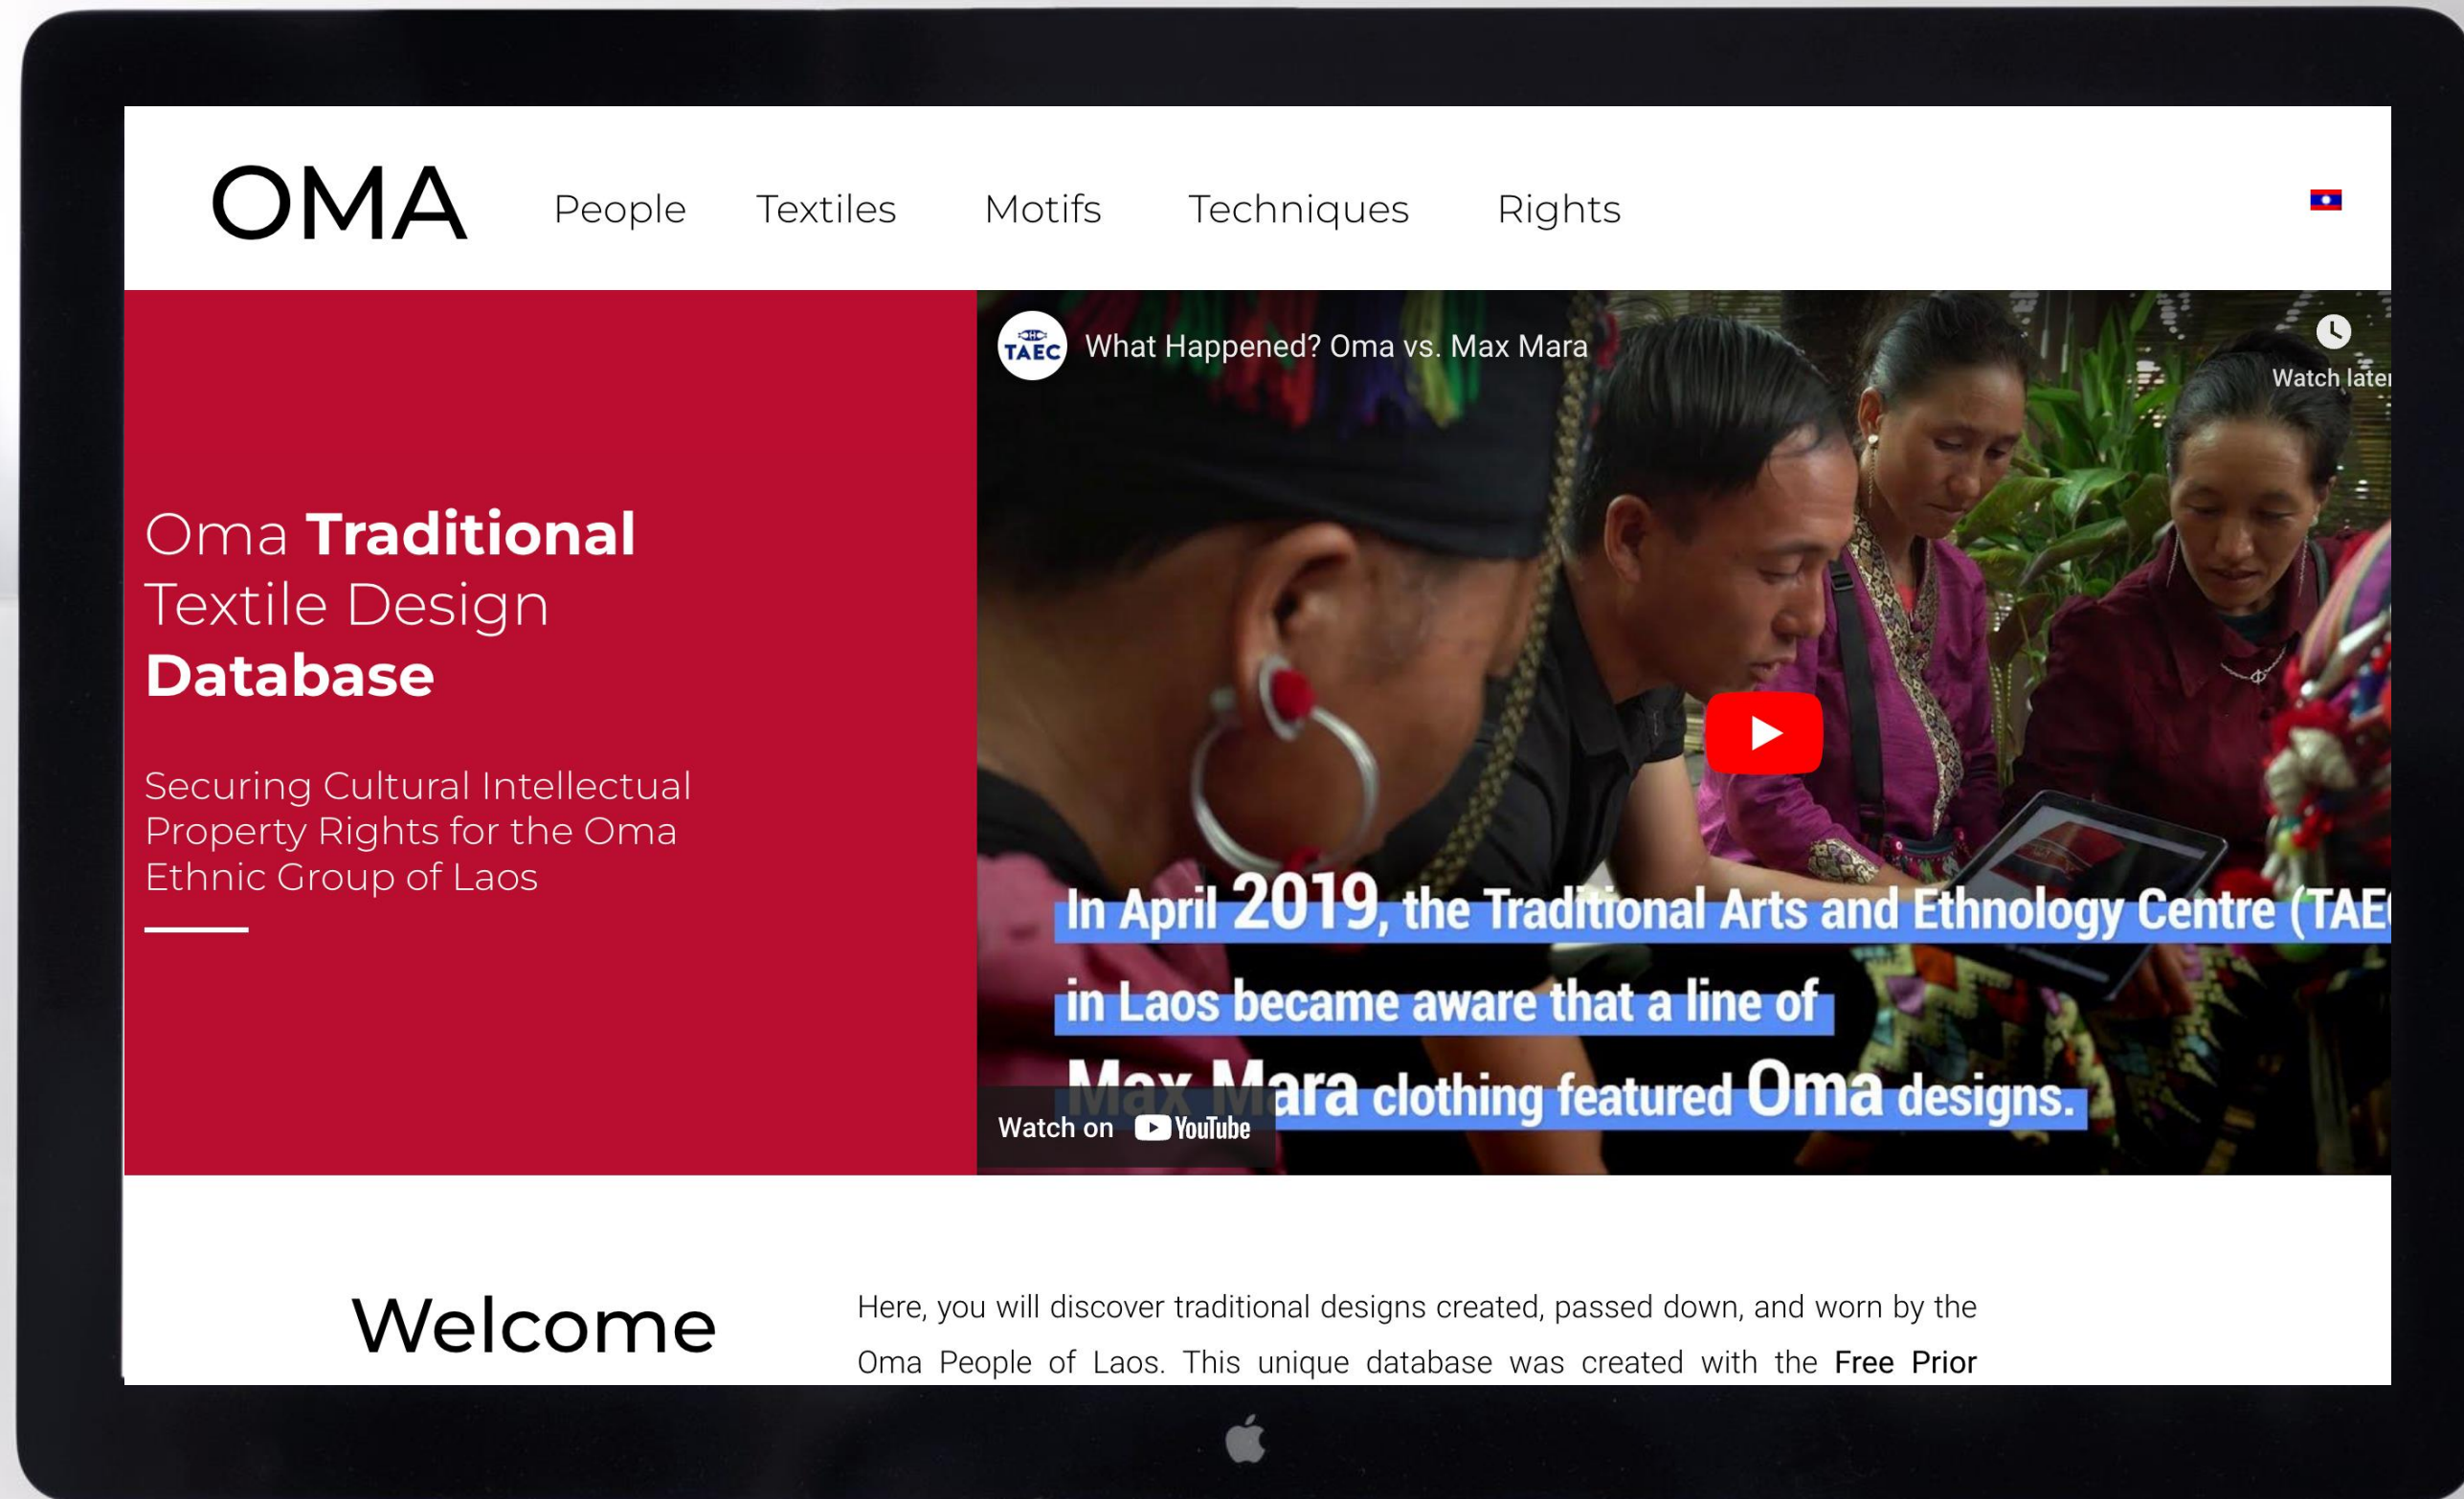 OMA People Textiles Motifs Techniques Rights
Oma Traditional
Textile Design
Database
Securing Cultural Intellectual
Property Rights for the Oma
Ethnic Group of Laos
TAEC What Happened? Oma vs. Max Mara
Watch later
In April 2019, the Traditional Arts and Ethnology Centre (TAE
in Laos became aware that a line of
Max Mara clothing featured Oma designs.
Watch on YouTube
Welcome
Here, you will discover traditional designs created, passed down, and worn by the
Oma People of Laos. This unique database was created with the Free Prior